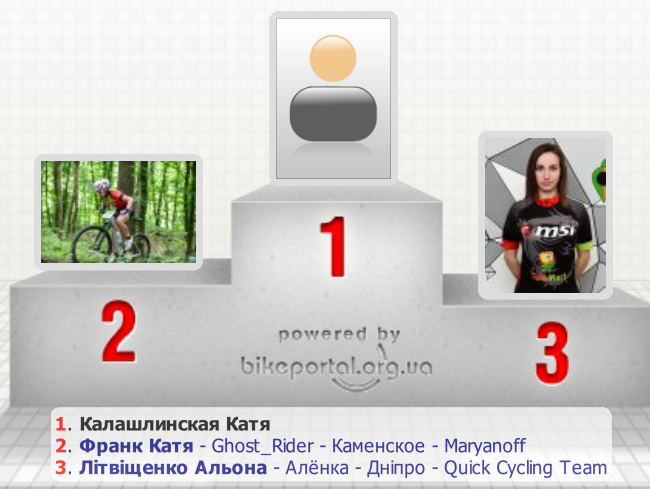 1
2
3
msi
powered by
bikeportal.org.ua
1. Калашлинская Катя
2. Франк Катя - Ghost_Rider - Каменское - Maryanoff
3. Літвіщенко Альона - Алёнка - Дніпро - Quick Cycling Team